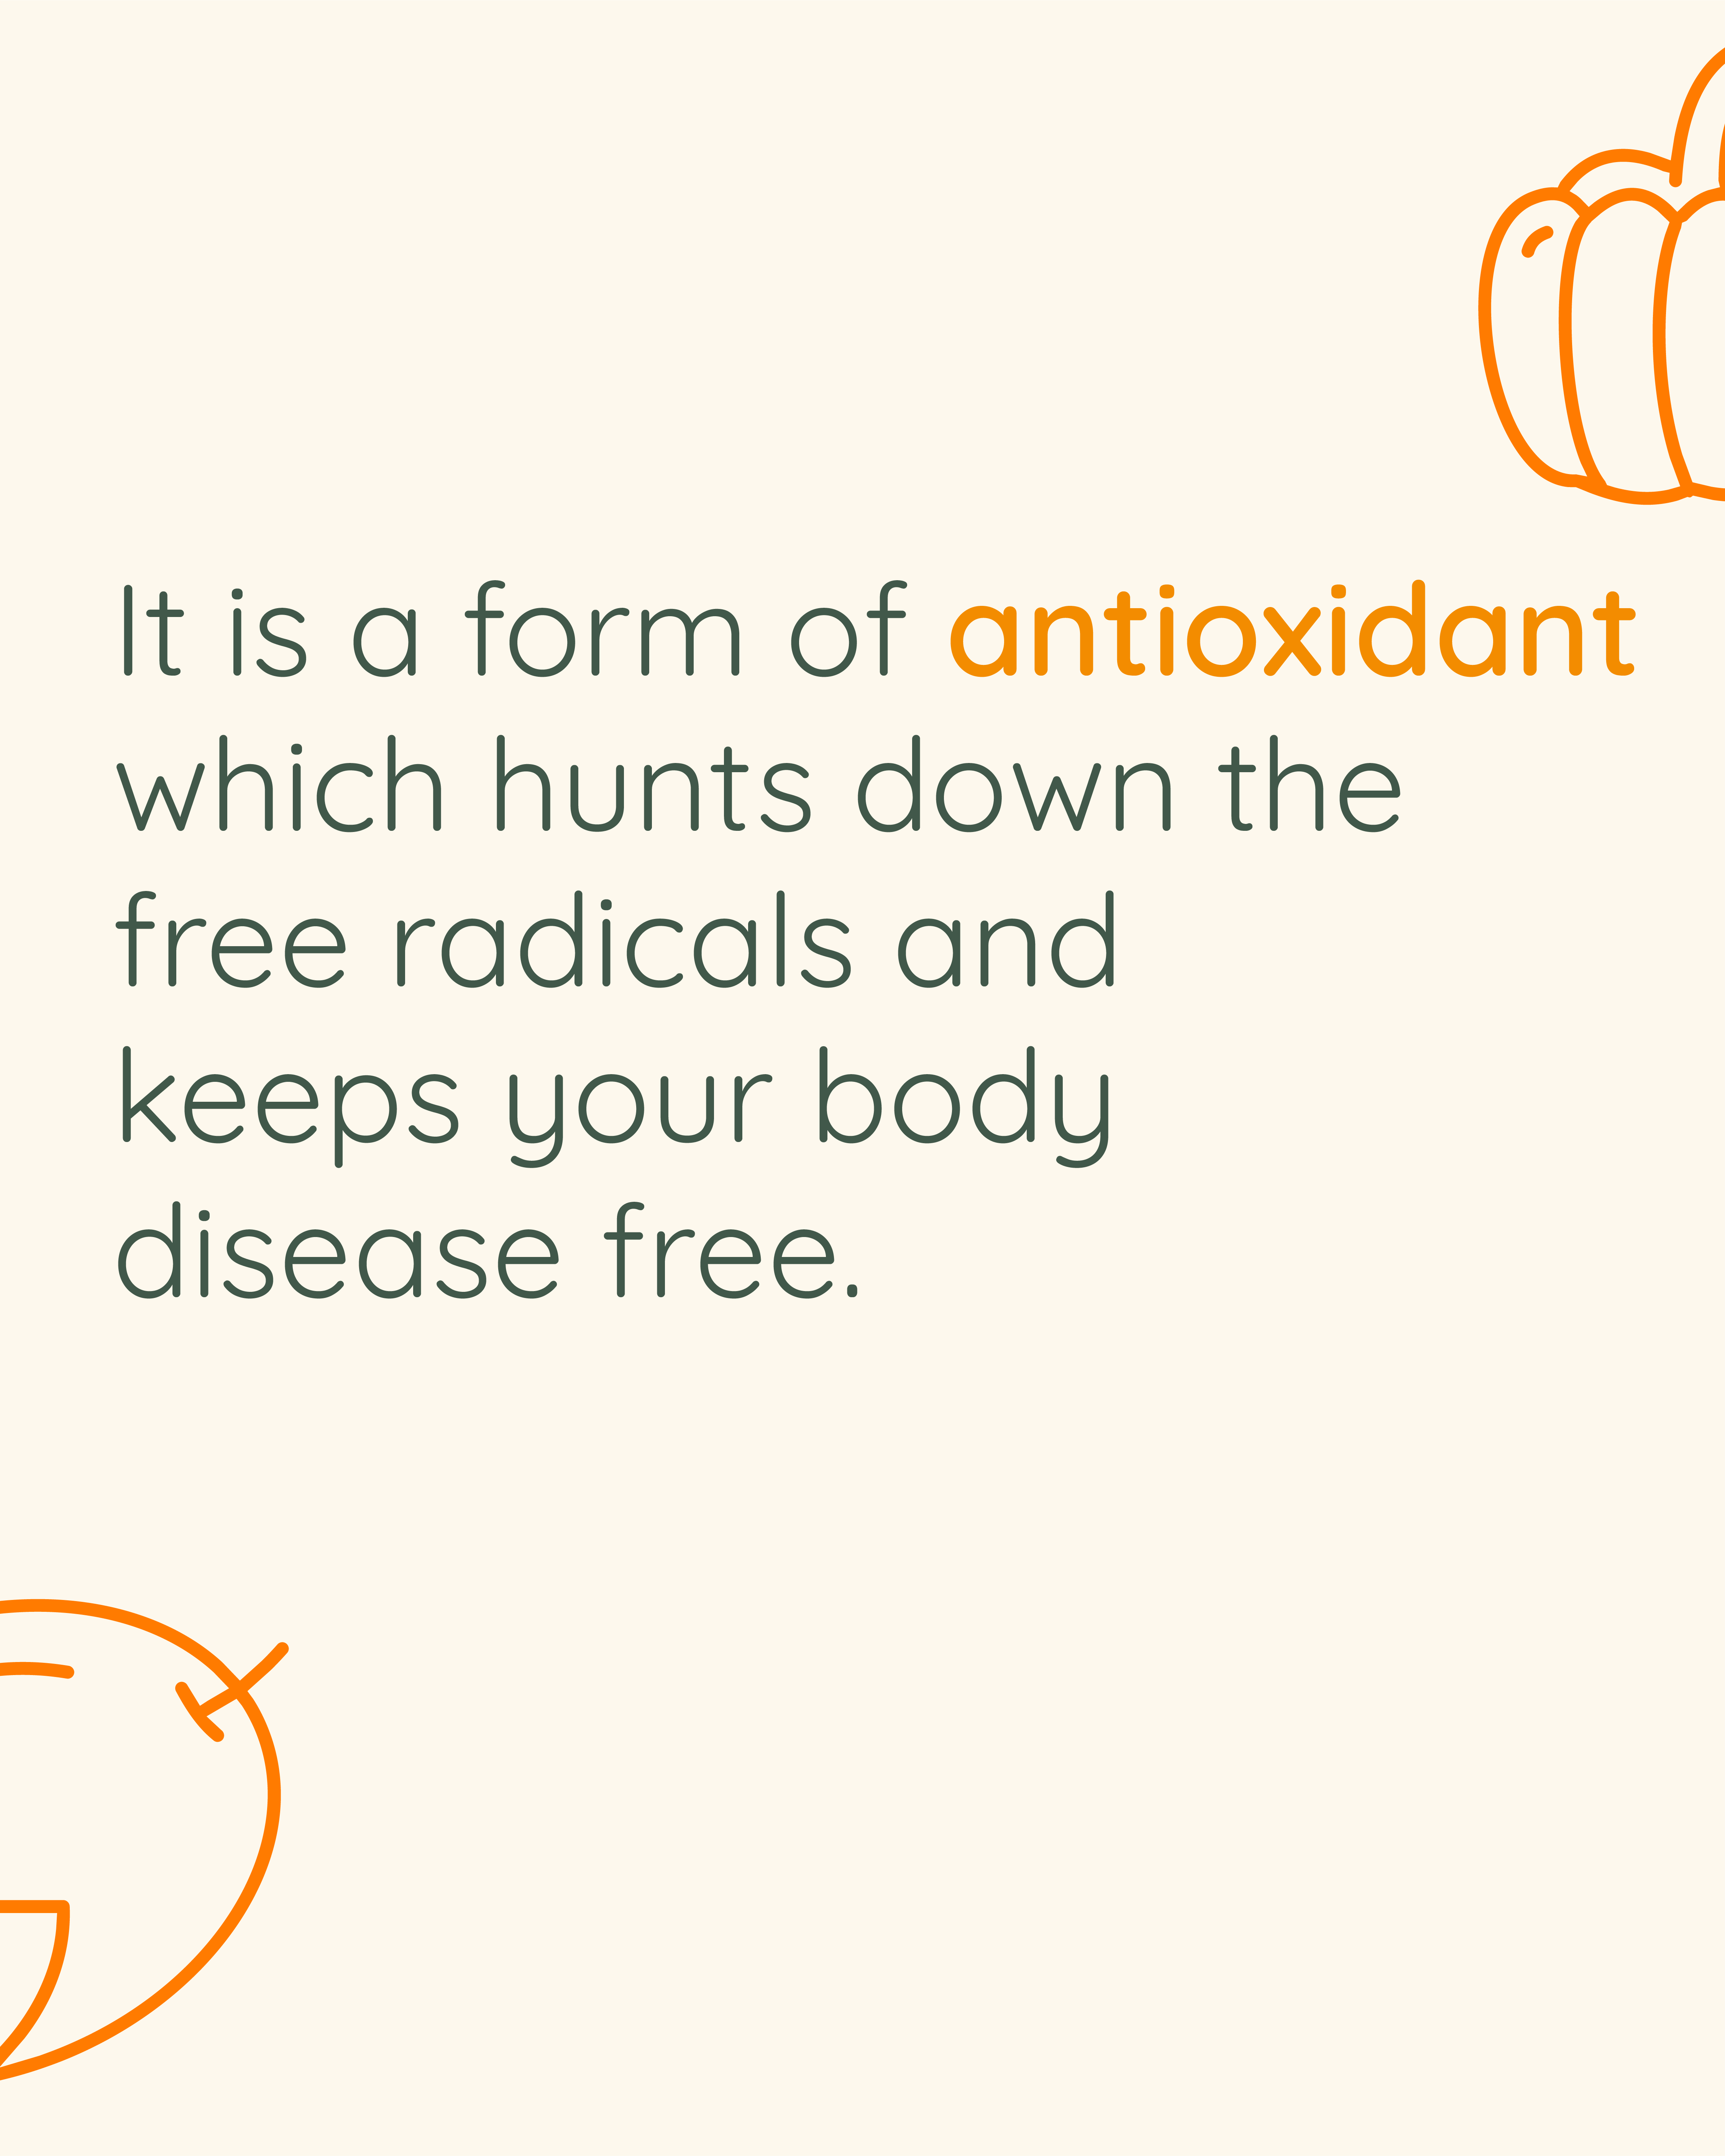 It is a form of antioxidant
which hunts down the
free radicals and
keeps your body
disease free.